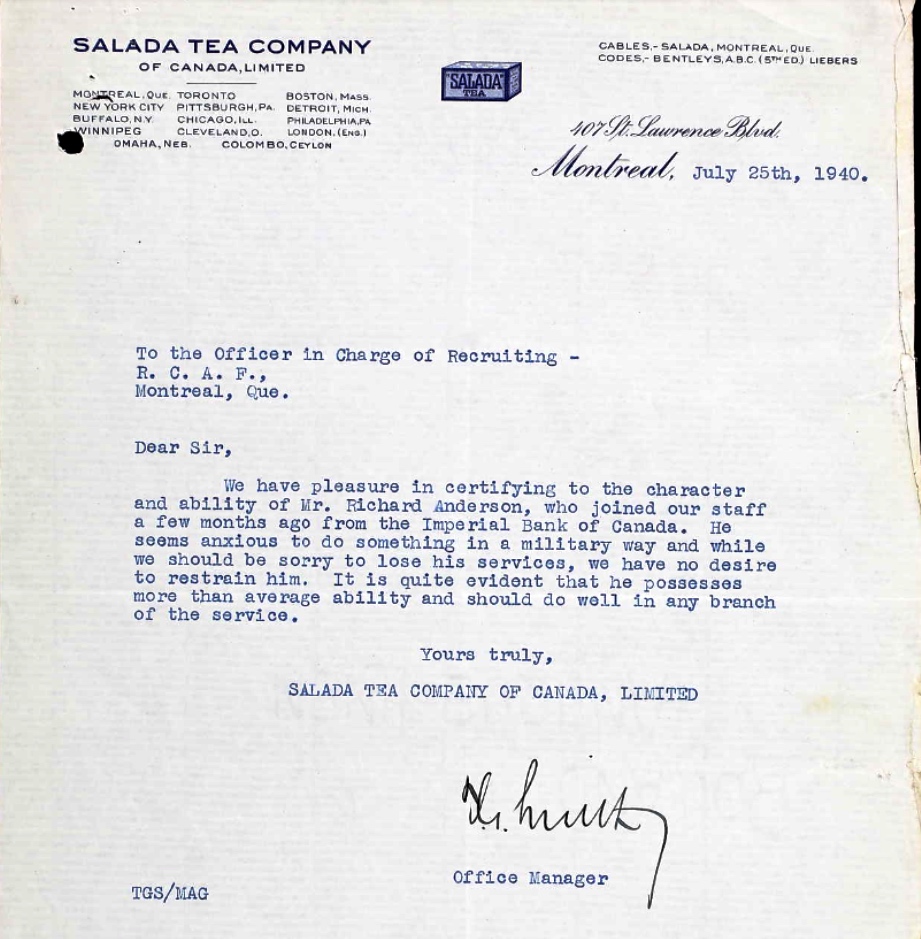 SALADA TEA COMPANY
OF CANADA, LIMITED
MONTREAL, QUE. TORONTO BOSTON, MASS.
NEW YORK CITY PITTSBURGH, PA. DETROIT, MICH.
BUFFALO, N.Y. CHICAGO, ILL. PHILADELPHIA, PA
WINNIPEG CLEVELAND, O. LONDON, (ENG.)
OMAHA, NEB. COLOMBO, CEYLON
"SALADA"
TEA
CABLES,- SALADA, MONTREAL, QUE.
CODES,- BENTLEYS, A.B.C. (5TH ED.) LIEBERS
407 St. Lawrence Blvd.
Montreal, July 25th, 1940.
To the Officer in Charge of Recruiting -
R. C. A. F.,
Montreal, Que.
Dear Sir,
We have pleasure in certifying to the character
and ability of Mr. Richard Anderson, who joined our staff
a few months ago from the Imperial Bank of Canada. He
seems anxious to do something in a military way and while
we should be sorry to lose his services, we have no desire
to restrain him. It is quite evident that he possesses
more than average ability and should do well in any branch
of the service.
Yours truly,
SALADA TEA COMPANY OF CANADA, LIMITED
Office Manager
TGS/MAG